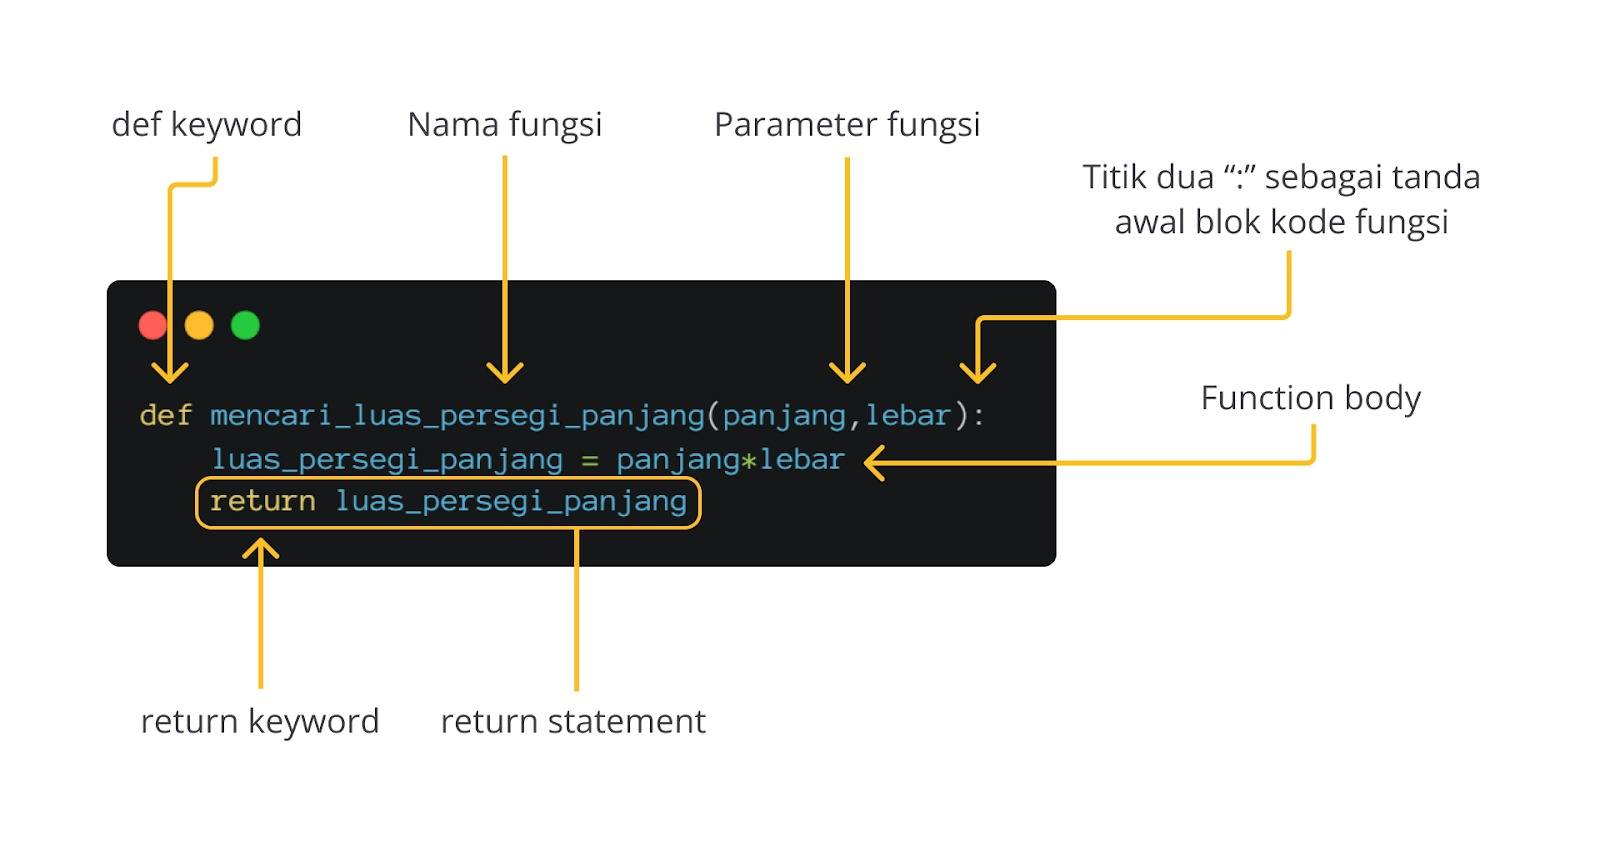 def keyword
Nama fungsi
Parameter fungsi
Titik dua “:” sebagai tanda
awal blok kode fungsi
def mencari_luas_persegi_panjang(panjang,lebar):
luas_persegi_panjang = panjang*lebar
return luas_persegi_panjang
Function body
return keyword
return statement